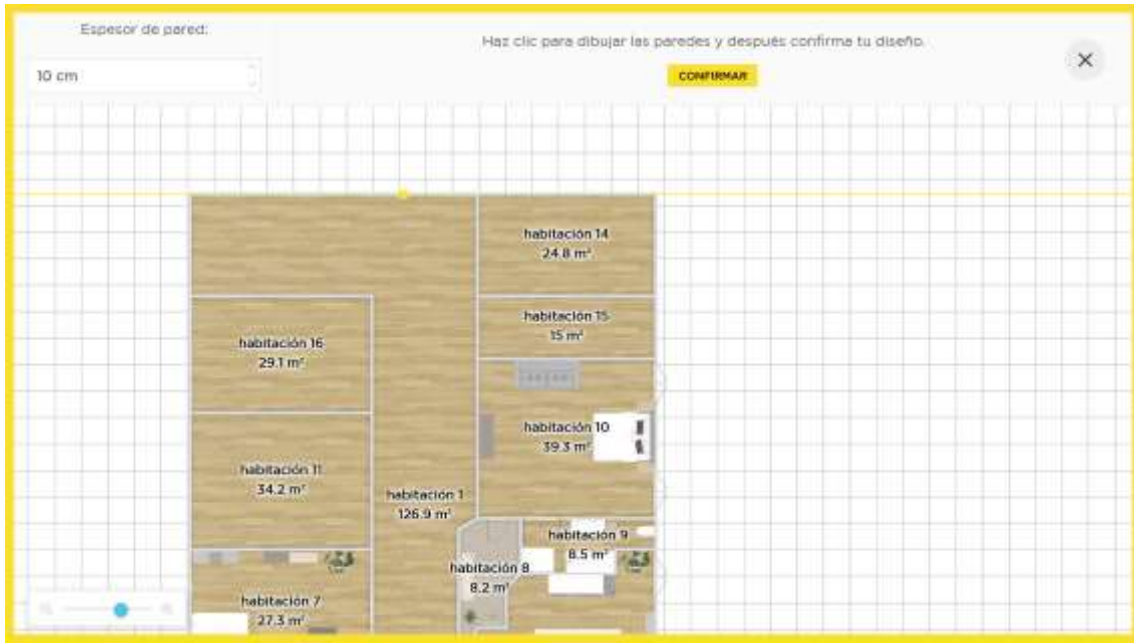 Espesor de pared:
Haz clic para dibujar las paredes y después confirma tu diseño.
10 cm
CONFIRMAR
habitación 14
24.8 m²
habitación 15
15 m²
habitación 16
29.1 m²
habitación 10
39.3 m²
habitación 11
34.2 m²
habitación 1
126.9 m²
habitación 9
8.5 m²
habitación 8
8.2 m²
habitación 7
27.3 m²